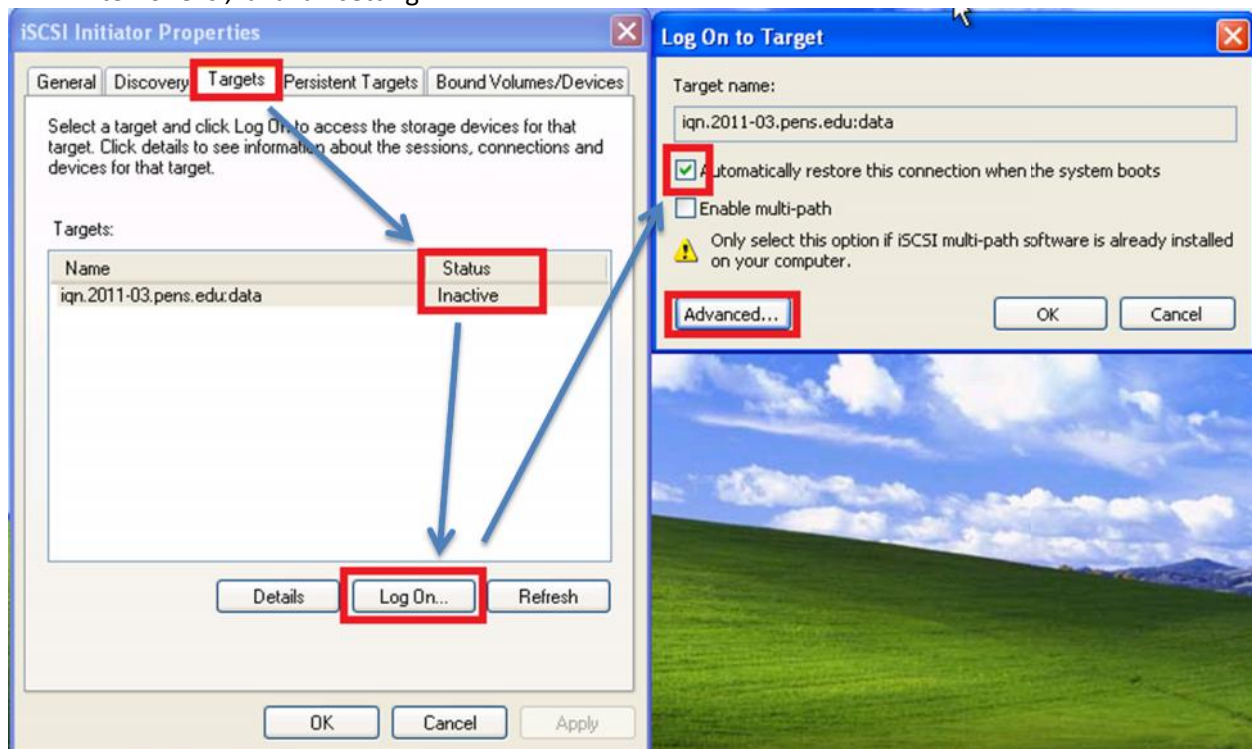 iSCSI Initiator Properties
General Discovery Targets Persistent Targets Bound Volumes/Devices
Select a target and click Log On to access the storage devices for that
target. Click details to see information about the sessions, connections and
devices for that target.
Targets:
Name Status
iqn.2011-03.pens.edu:data Inactive
Details Log On... Refresh
OK Cancel Apply
Log On to Target
Target name:
iqn.2011-03.pens.edu:data
Automatically restore this connection when the system boots
Enable multi-path
Only select this option if iSCSI multi-path software is already installed
on your computer.
Advanced... OK Cancel